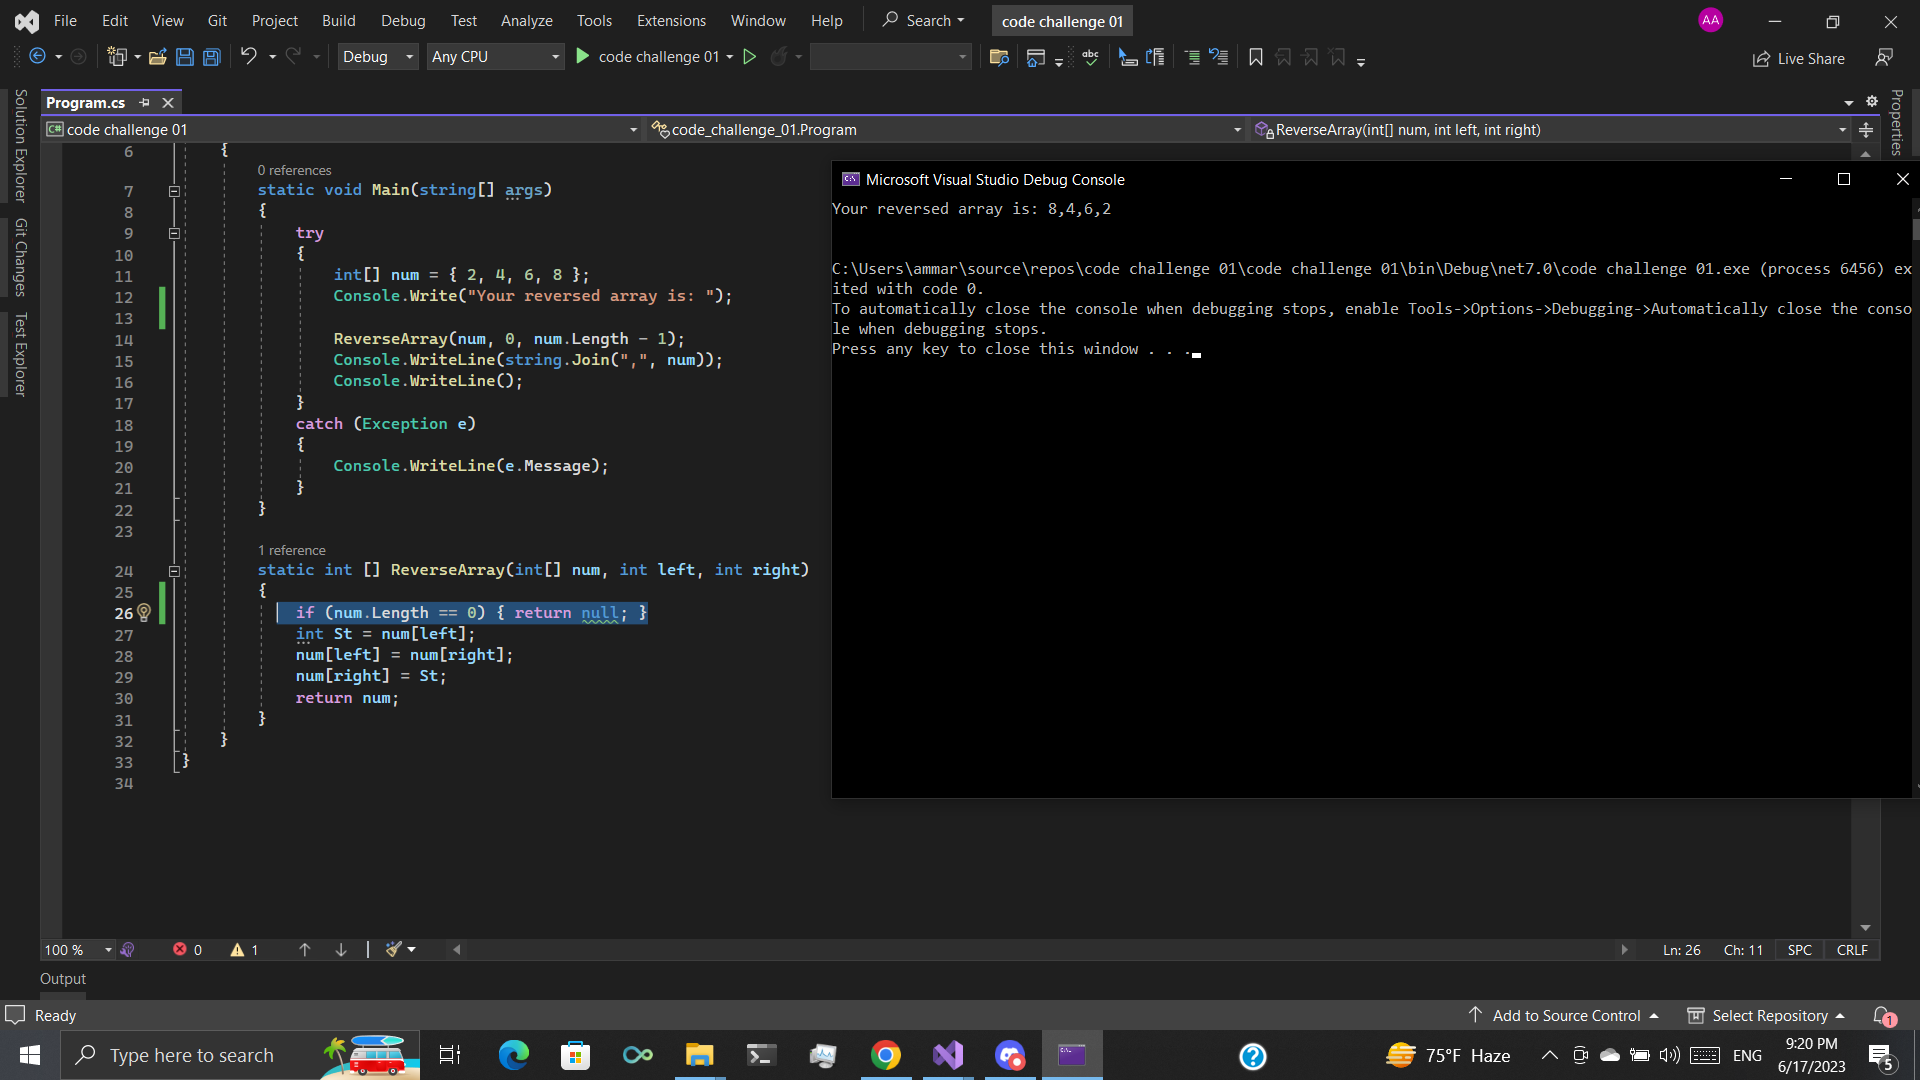 File Edit View Git Project Build Debug Test Analyze Tools Extensions Window Help Search code challenge 01 AA
Debug Any CPU code challenge 01 abc Live Share
Solution Explorer
Git Changes
Test Explorer
Properties
Program.cs
C# code challenge 01 code_challenge_01.Program ReverseArray(int[] num, int left, int right)
6 {
0 references
7 static void Main(string[] args)
8 {
9 try
10 {
11 int[] num = { 2, 4, 6, 8 };
12 Console.Write("Your reversed array is: ");
13
14 ReverseArray(num, 0, num.Length - 1);
15 Console.WriteLine(string.Join(",", num));
16 Console.WriteLine();
17 }
18 catch (Exception e)
19 {
20 Console.WriteLine(e.Message);
21 }
22 }
23
1 reference
24 static int [] ReverseArray(int[] num, int left, int right)
25 {
26 if (num.Length == 0) { return null; }
27 int St = num[left];
28 num[left] = num[right];
29 num[right] = St;
30 return num;
31 }
32 }
33 }
34
Microsoft Visual Studio Debug Console
Your reversed array is: 8,4,6,2
C:\Users\ammar\source\repos\code challenge 01\code challenge 01\bin\Debug\net7.0\code challenge 01.exe (process 6456) ex
ited with code 0.
To automatically close the console when debugging stops, enable Tools->Options->Debugging->Automatically close the conso
le when debugging stops.
Press any key to close this window . . .
100 % 0 1 Ln: 26 Ch: 11 SPC CRLF
Output
Ready Add to Source Control Select Repository 1
Type here to search 75°F Haze ENG 9:20 PM
6/17/2023 5